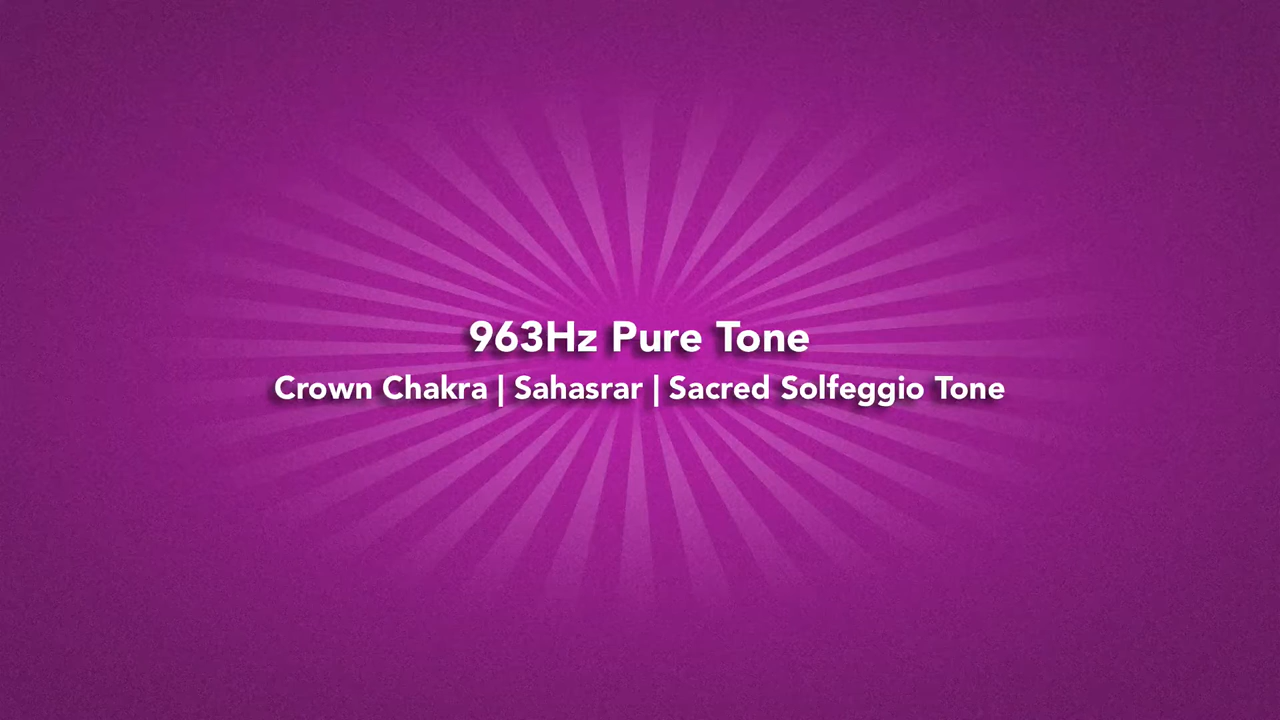 963Hz Pure Tone
Crown Chakra | Sahasrar | Sacred Solfeggio Tone